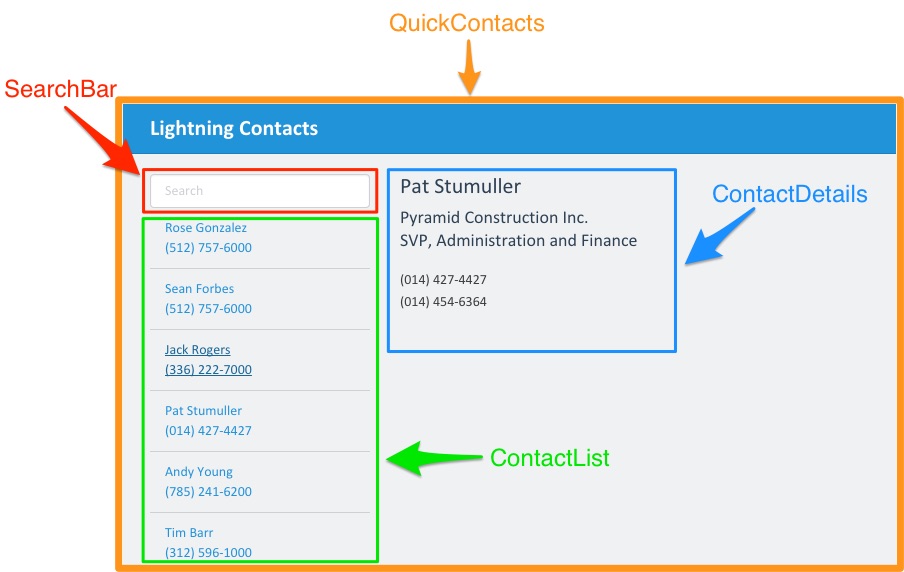 QuickContacts
SearchBar
Lightning Contacts
Search
Rose Gonzalez
(512) 757-6000
Sean Forbes
(512) 757-6000
Jack Rogers
(336) 222-7000
Pat Stumuller
(014) 427-4427
Andy Young
(785) 241-6200
Tim Barr
(312) 596-1000
Pat Stumuller
Pyramid Construction Inc.
SVP, Administration and Finance
(014) 427-4427
(014) 454-6364
ContactDetails
ContactList